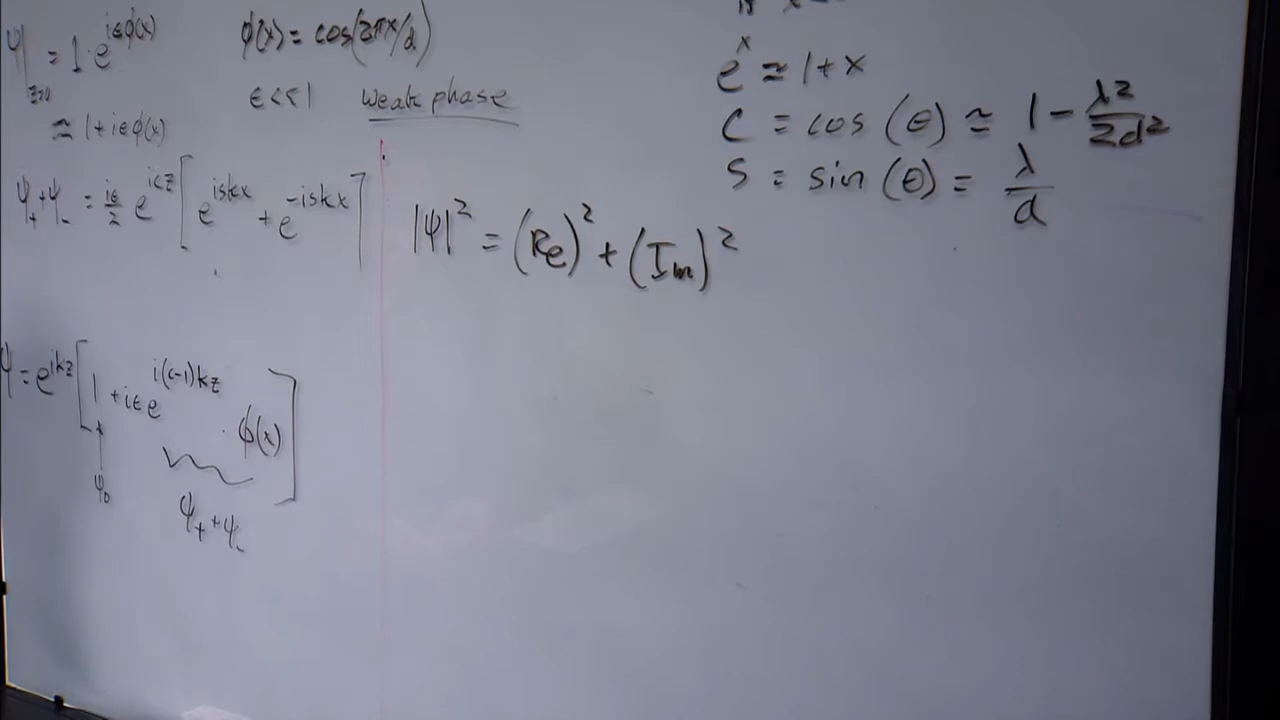 ψ|_{z=0} = 1·e^{iεφ(x)}
φ(x) = cos(2πx/d)
ε<<1 weak phase
≈ 1+iεφ(x)
ψ₊+ψ₋ = iε/2 e^{icz} [e^{iskx} + e^{-iskx}]
ψ = e^{ikz} [1 + iε e^{i(c-1)kz} · φ(x)]
ψ₀
ψ₊+ψ₋
|ψ|² = (Re)² + (Im)²
e^x ≈ 1+x
C = cos(θ) ≈ 1 - λ²/2d²
S = sin(θ) = λ/d